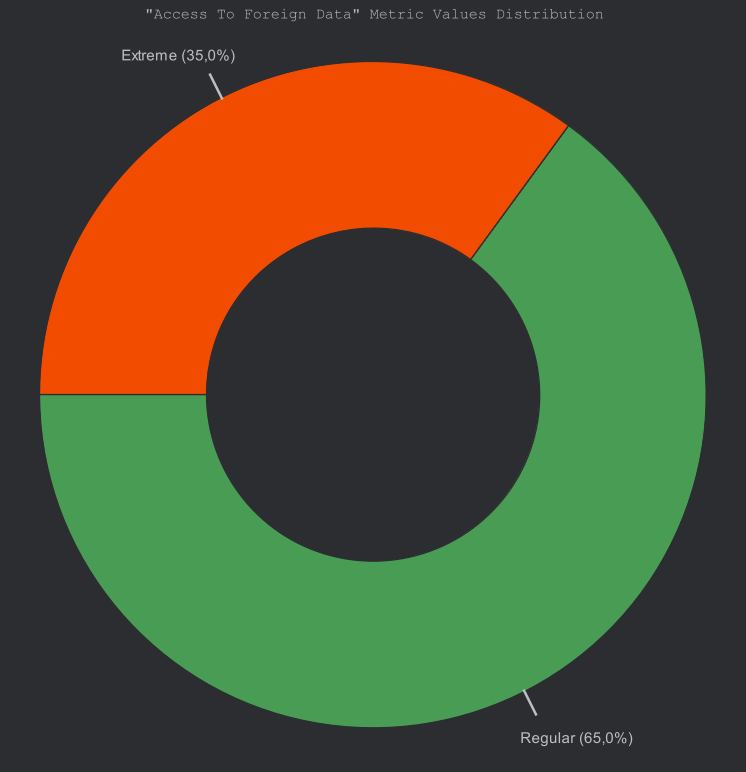 "Access To Foreign Data" Metric Values Distribution
Extreme (35,0%)
Regular (65,0%)